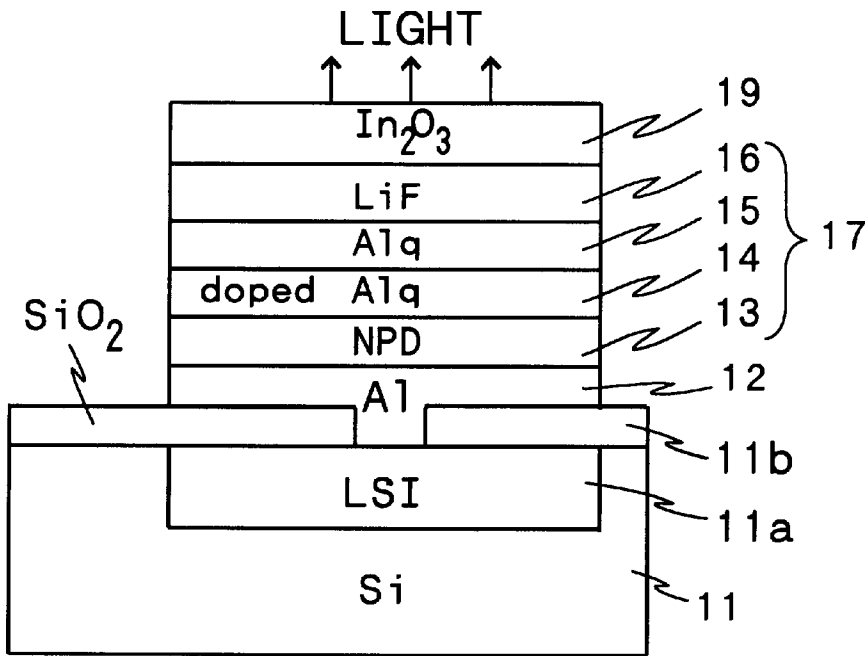 LIGHT
In₂O₃ 19
LiF 16
Alq 15
17
doped Alq 14
SiO₂
NPD 13
Al 12
11b
LSI 11a
Si 11